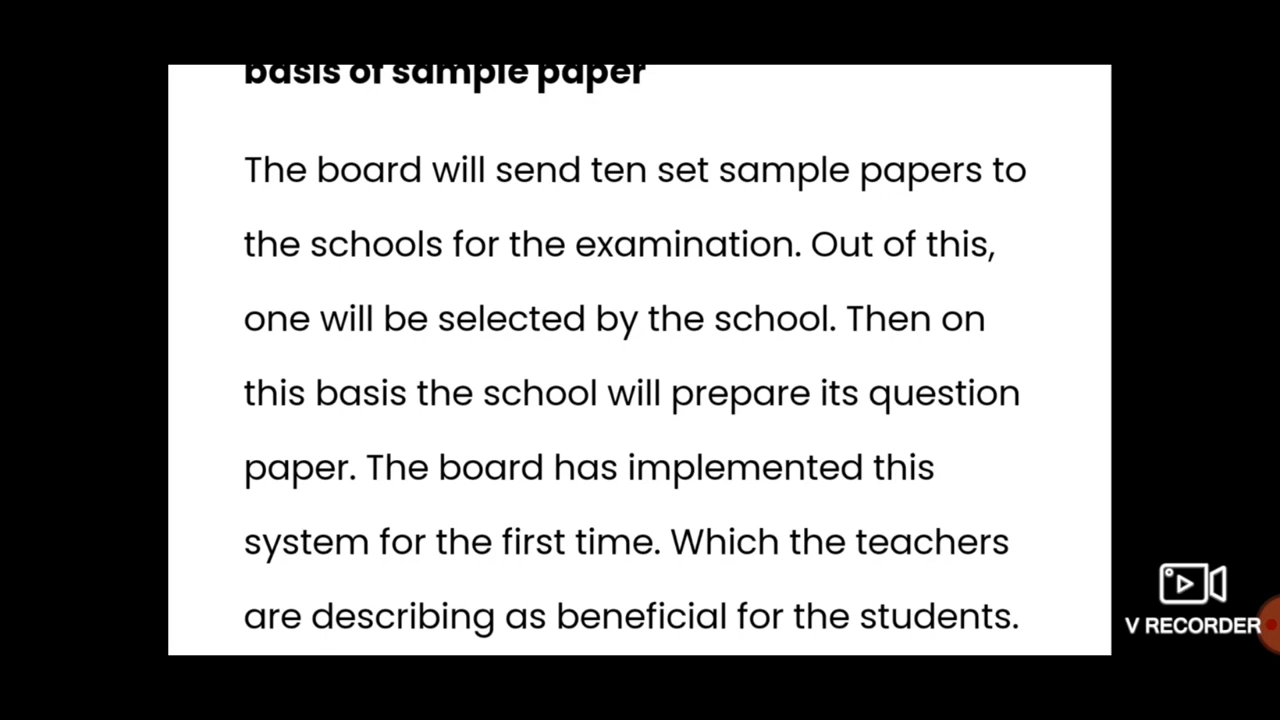 basis of sample paper
The board will send ten set sample papers to
the schools for the examination. Out of this,
one will be selected by the school. Then on
this basis the school will prepare its question
paper. The board has implemented this
system for the first time. Which the teachers
are describing as beneficial for the students.
V RECORDER